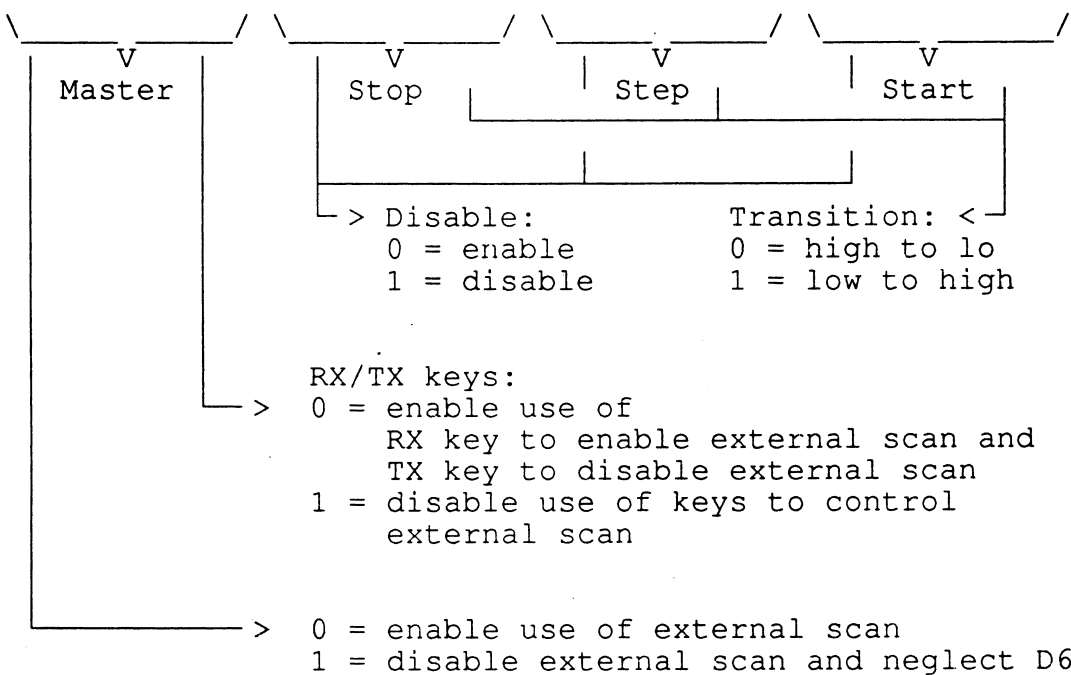 V V V V
Master Stop Step Start
> Disable: Transition: <
0 = enable 0 = high to lo
1 = disable 1 = low to high
RX/TX keys:
> 0 = enable use of
RX key to enable external scan and
TX key to disable external scan
1 = disable use of keys to control
external scan
> 0 = enable use of external scan
1 = disable external scan and neglect D6